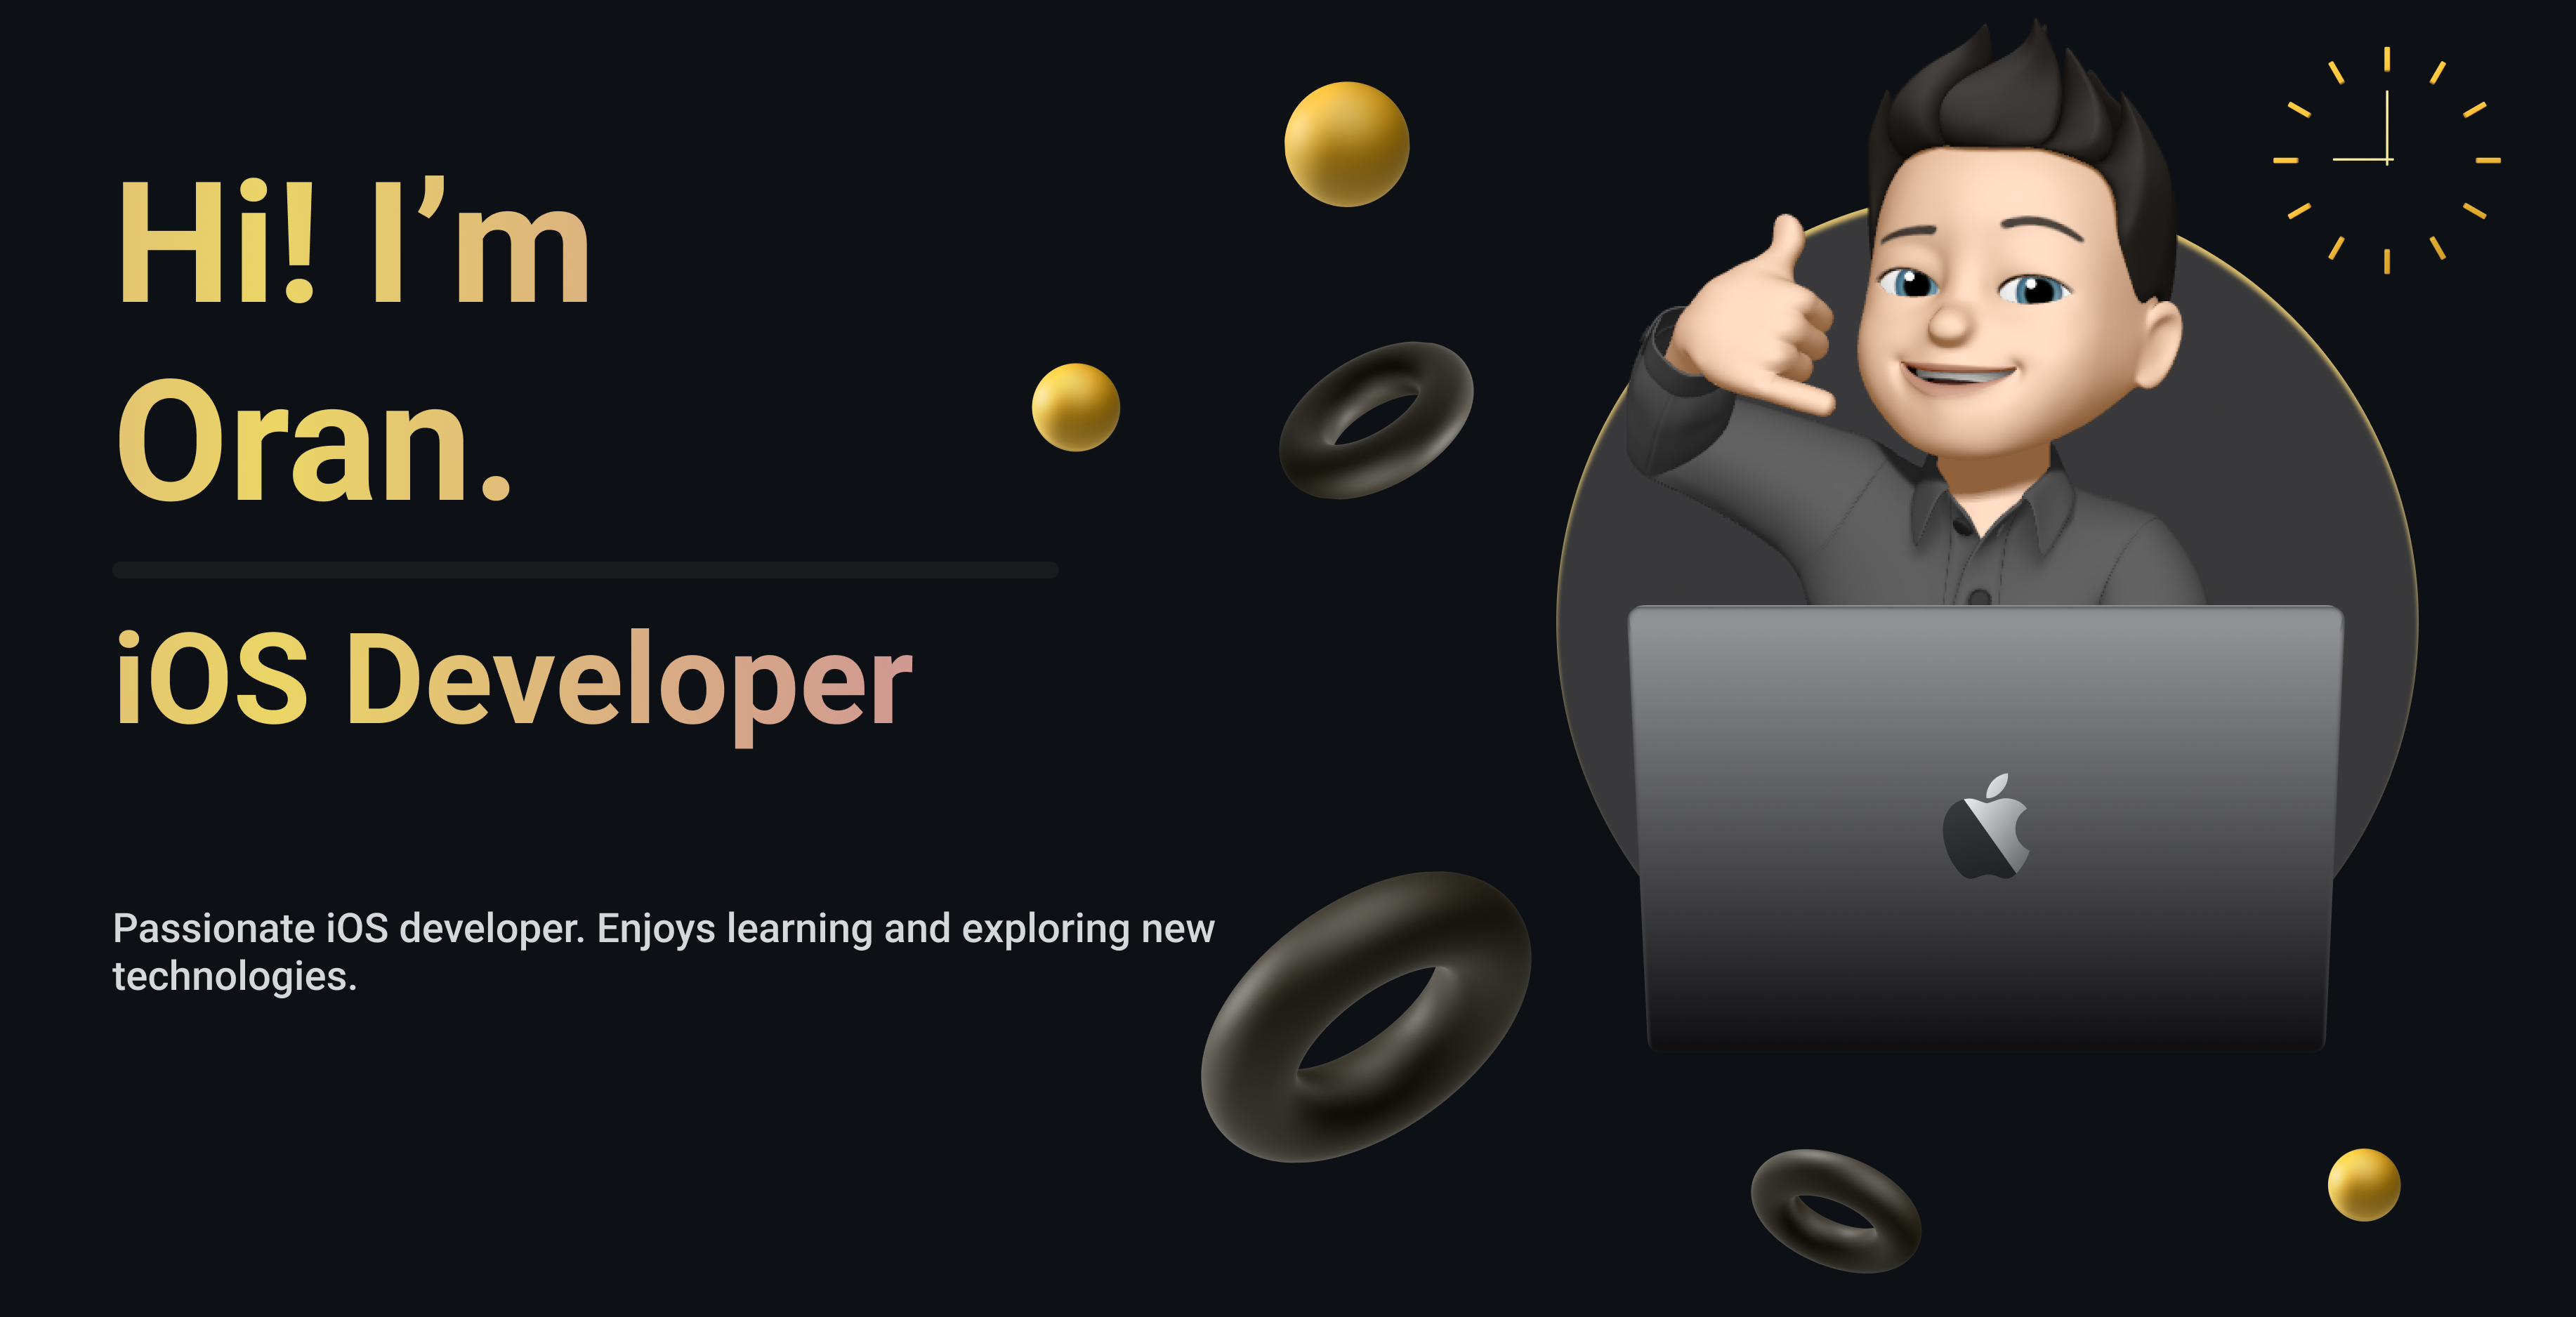 Hi! I’m
Oran.
iOS Developer
Passionate iOS developer. Enjoys learning and exploring new
technologies.